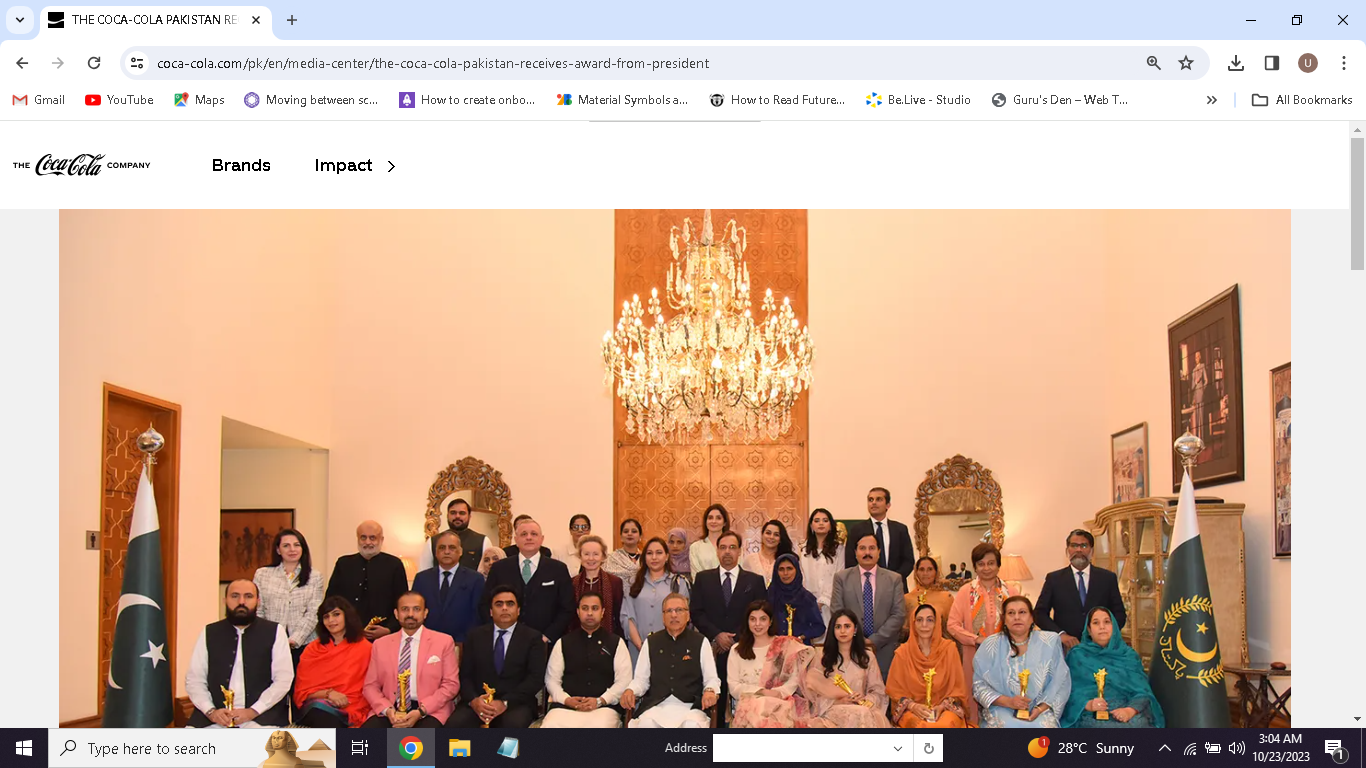 THE COCA-COLA PAKISTAN RE
coca-cola.com/pk/en/media-center/the-coca-cola-pakistan-receives-award-from-president
U
Gmail
YouTube
Maps
Moving between sc...
How to create onbo...
Material Symbols a...
How to Read Future...
Be.Live - Studio
Guru's Den – Web T...
All Bookmarks
THE Coca-Cola COMPANY
Brands
Impact
Type here to search
Address
1
28°C Sunny
3:04 AM
10/23/2023
1